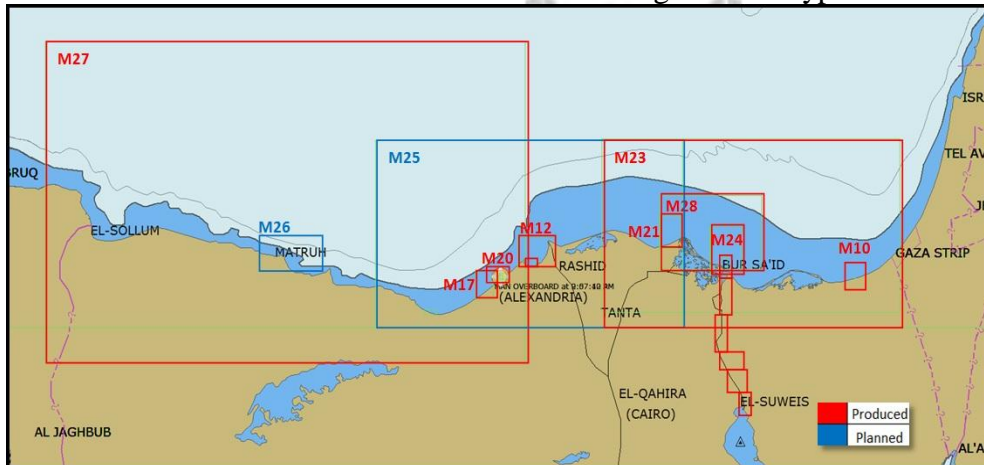 M27
M25
M23
ISR
TEL AV
M28
M26
M12
M21
M24
M10
GAZA STRIP
EL-SOLLUM
MATRUH
M20
RASHID
BUR SA'ID
M17
(ALEXANDRIA)
TANTA
EL-QAHIRA
(CAIRO)
EL-SUWEIS
Produced
Planned
AL JAGHBUB
AL'A